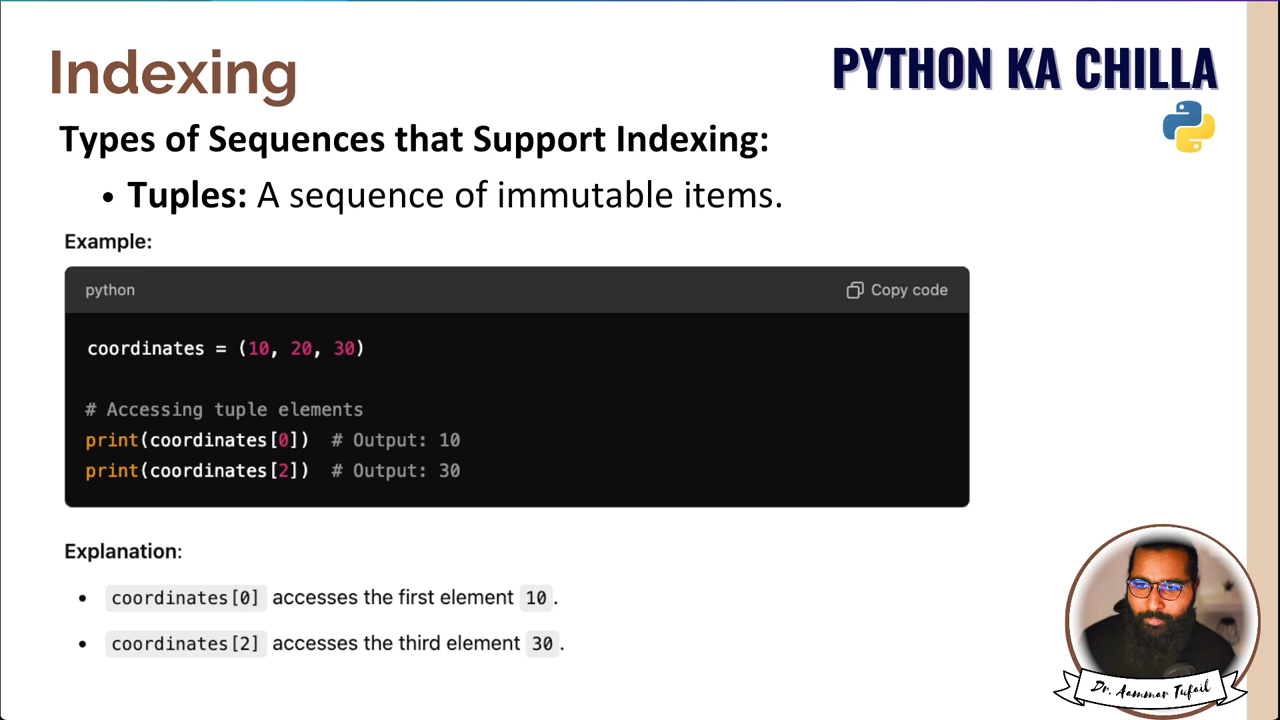 Indexing
PYTHON KA CHILLA
Types of Sequences that Support Indexing:
• Tuples: A sequence of immutable items.
Example:
python
Copy code
coordinates = (10, 20, 30)
# Accessing tuple elements
print(coordinates[0])  # Output: 10
print(coordinates[2])  # Output: 30
Explanation:
• coordinates[0] accesses the first element 10.
• coordinates[2] accesses the third element 30.
Dr. Aammar Tufail